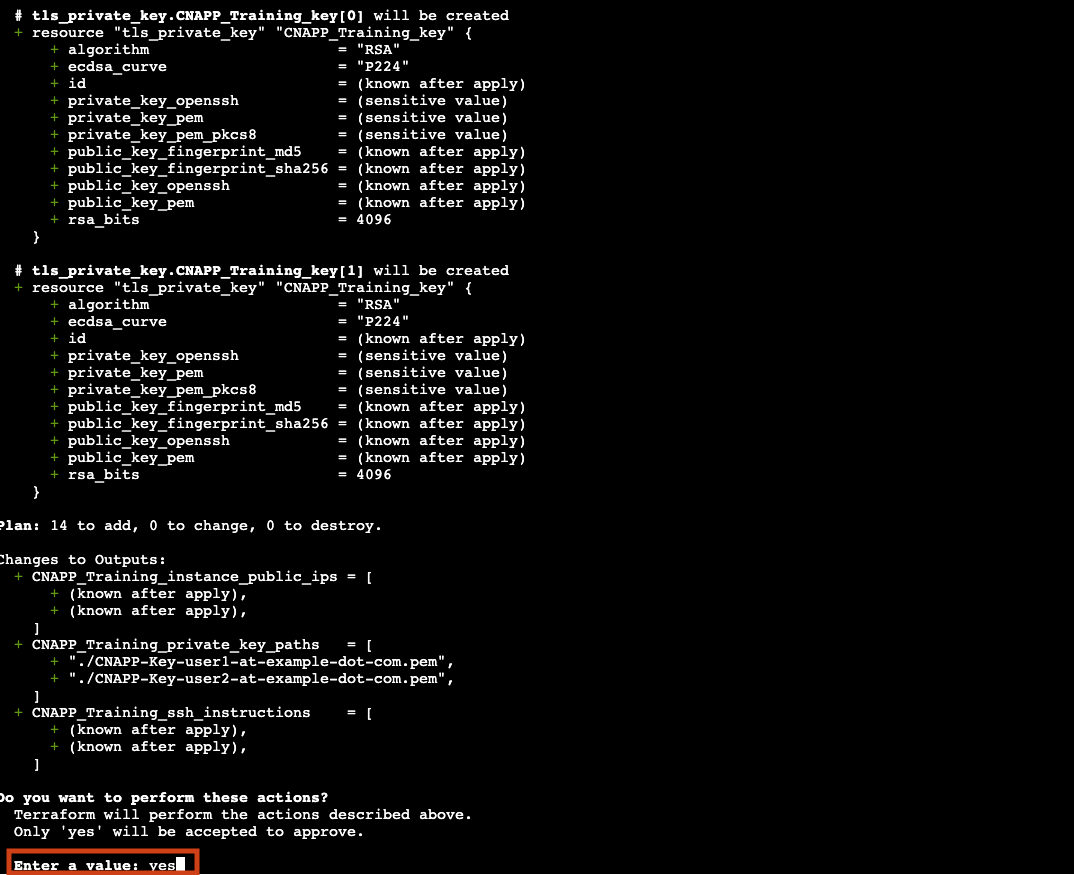 # tls_private_key.CNAPP_Training_key[0] will be created
+ resource "tls_private_key" "CNAPP_Training_key" {
+ algorithm = "RSA"
+ ecdsa_curve = "P224"
+ id = (known after apply)
+ private_key_openssh = (sensitive value)
+ private_key_pem = (sensitive value)
+ private_key_pem_pkcs8 = (sensitive value)
+ public_key_fingerprint_md5 = (known after apply)
+ public_key_fingerprint_sha256 = (known after apply)
+ public_key_openssh = (known after apply)
+ public_key_pem = (known after apply)
+ rsa_bits = 4096
}
# tls_private_key.CNAPP_Training_key[1] will be created
+ resource "tls_private_key" "CNAPP_Training_key" {
+ algorithm = "RSA"
+ ecdsa_curve = "P224"
+ id = (known after apply)
+ private_key_openssh = (sensitive value)
+ private_key_pem = (sensitive value)
+ private_key_pem_pkcs8 = (sensitive value)
+ public_key_fingerprint_md5 = (known after apply)
+ public_key_fingerprint_sha256 = (known after apply)
+ public_key_openssh = (known after apply)
+ public_key_pem = (known after apply)
+ rsa_bits = 4096
}
Plan: 14 to add, 0 to change, 0 to destroy.
Changes to Outputs:
+ CNAPP_Training_instance_public_ips = [
+ (known after apply),
+ (known after apply),
]
+ CNAPP_Training_private_key_paths = [
+ "./CNAPP-Key-user1-at-example-dot-com.pem",
+ "./CNAPP-Key-user2-at-example-dot-com.pem",
]
+ CNAPP_Training_ssh_instructions = [
+ (known after apply),
+ (known after apply),
]
Do you want to perform these actions?
Terraform will perform the actions described above.
Only 'yes' will be accepted to approve.
Enter a value: yes